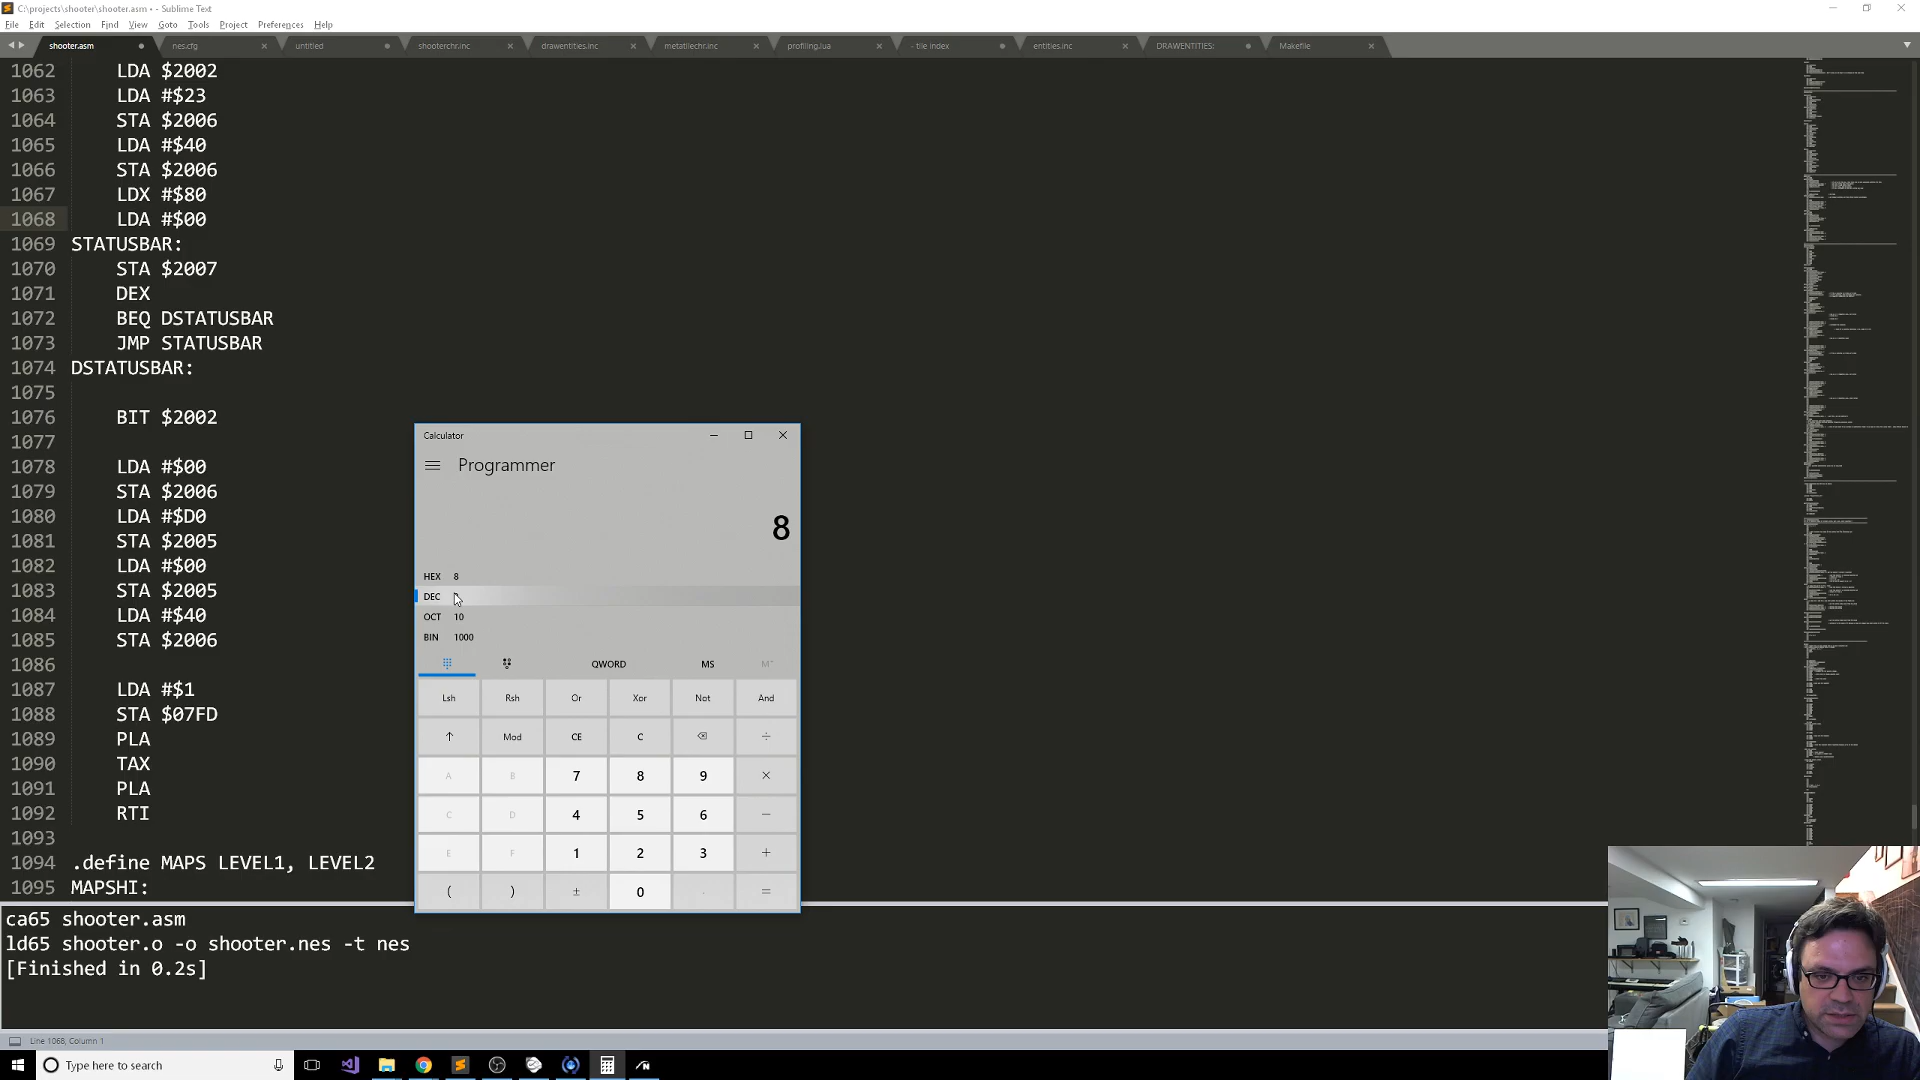 C:\projects\shooter\shooter.asm • - Sublime Text
File Edit Selection Find View Goto Tools Project Preferences Help
shooter.asm nes.cfg untitled shooterchr.inc drawentities.inc metatilechr.inc profiling.lua - tile index entities.inc DRAWENTITIES: Makefile
1062 LDA $2002
1063 LDA #$23
1064 STA $2006
1065 LDA #$40
1066 STA $2006
1067 LDX #$80
1068 LDA #$00
1069 STATUSBAR:
1070 STA $2007
1071 DEX
1072 BEQ DSTATUSBAR
1073 JMP STATUSBAR
1074 DSTATUSBAR:
1075
1076 BIT $2002
1077
1078 LDA #$00
1079 STA $2006
1080 LDA #$D0
1081 STA $2005
1082 LDA #$00
1083 STA $2005
1084 LDA #$40
1085 STA $2006
1086
1087 LDA #$1
1088 STA $07FD
1089 PLA
1090 TAX
1091 PLA
1092 RTI
1093
1094 .define MAPS LEVEL1, LEVEL2
1095 MAPSHI:
Calculator
Programmer
8
HEX 8
DEC
OCT 10
BIN 1000
QWORD MS M˅
Lsh Rsh Or Xor Not And
↑ Mod CE C ⌫ ÷
A B 7 8 9 ×
C D 4 5 6 −
E F 1 2 3 +
( ) ± 0 . =
ca65 shooter.asm
ld65 shooter.o -o shooter.nes -t nes
[Finished in 0.2s]
Line 1068, Column 1
Type here to search